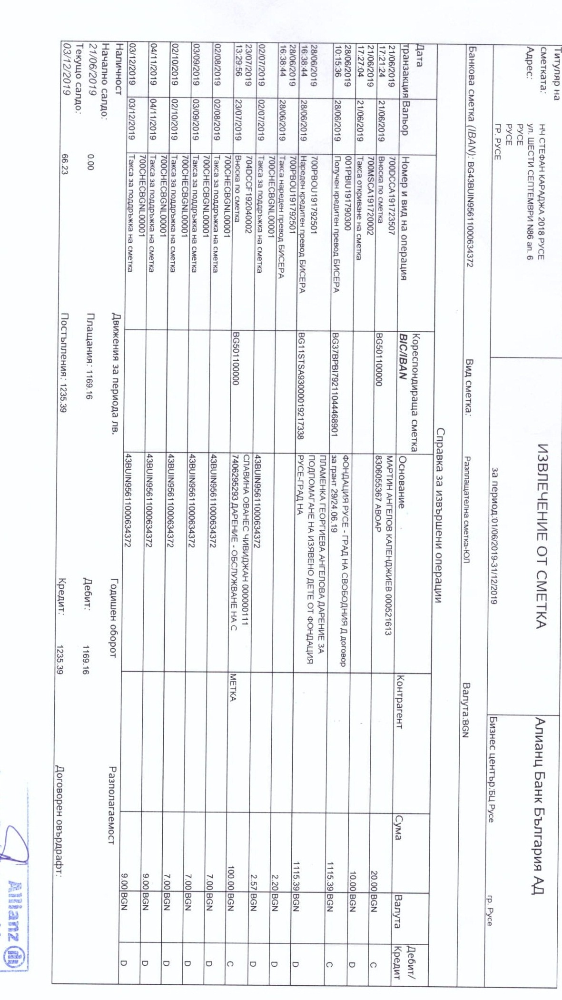 Титуляр на
сметката: НЧ СТЕФАН КАРАДЖА 2018 РУСЕ
Адрес: ул. ШЕСТИ СЕПТЕМВРИ N86 ап. 6
РУСЕ
РУСЕ
ГР. РУСЕ
ИЗВЛЕЧЕНИЕ ОТ СМЕТКА
за период:01/06/2019-31/12/2019
Алианц Банк България АД
Бизнес център:БЦ Русе гр. Русе
Банкова сметка (IBAN): BG43BUIN95611000634372 Вид сметка: Разплащателна сметка-ЮЛ Валута:BGN
Справка за извършени операции
Дата транзакция Вальор Номер и вид на операция Кореспондираща сметка BIC/IBAN Основание Контрагент Сума Валута Дебит/ Кредит
21/06/2019 700DCCA191723507 МАРТИН АНГЕЛОВ КАЛЕНДЖИЕВ 000521613
17:21:24 21/06/2019 Вноска по сметка BG501100000 8306055367 АВОАР 20.00 BGN C
21/06/2019 700MSCA191720002
17:27:04 21/06/2019 Такса откриване на сметка 10.00 BGN D
28/06/2019 001PBIU191790300 ФОНДАЦИЯ РУСЕ - ГРАД НА СВОБОДНИЯ Д договор
10:15:36 28/06/2019 Получен кредитен превод БИСЕРА BG37BPBI79211044468901 за грант 29/24.06.19 1115.39 BGN C
ПЛАМЕНКА ГЕОРГИЕВА АНГЕЛОВА ДАРЕНИЕ ЗА
28/06/2019 700PBOU191792501 ПОДПОМАГАНЕ НА ИЗЯВЕНО ДЕТЕ ОТ ФОНДАЦИЯ
16:38:44 28/06/2019 Нареден кредитен превод БИСЕРА BG11STSA93000019217338 РУСЕ-ГРАД НА 1115.39 BGN D
28/06/2019 700PBOU191792501
16:38:44 28/06/2019 Такса нареден превод БИСЕРА 2.20 BGN D
700CHECBGNL00001
02/07/2019 02/07/2019 Такса за поддръжка на сметка 43BUIN95611000634372 2.57 BGN D
23/07/2019 704DCCF192040002 СЛАВИНА ОВАНЕС ЧИВИДЖАН 000000111
13:29:56 23/07/2019 Вноска по сметка BG501100000 7406295293 ДАРЕНИЕ - ОБСЛУЖВАНЕ НА С МЕТКА 100.00 BGN C
700CHECBGNL00001
02/08/2019 02/08/2019 Такса за поддръжка на сметка 43BUIN95611000634372 7.00 BGN D
700CHECBGNL00001
03/09/2019 03/09/2019 Такса за поддръжка на сметка 43BUIN95611000634372 7.00 BGN D
700CHECBGNL00001
02/10/2019 02/10/2019 Такса за поддръжка на сметка 43BUIN95611000634372 7.00 BGN D
700CHECBGNL00001
04/11/2019 04/11/2019 Такса за поддръжка на сметка 43BUIN95611000634372 9.00 BGN D
700CHECBGNL00001
03/12/2019 03/12/2019 Такса за поддръжка на сметка 43BUIN95611000634372 9.00 BGN D
Наличност Движения за периода лв. Годишен оборот Разполагаемост
Начално салдо:
21/06/2019 0.00 Плащания: 1169.16 Дебит: 1169.16
Текущо салдо:
03/12/2019 66.23 Постъпления: 1235.39 Кредит: 1235.39 Договорен овърдрафт:
Allianz